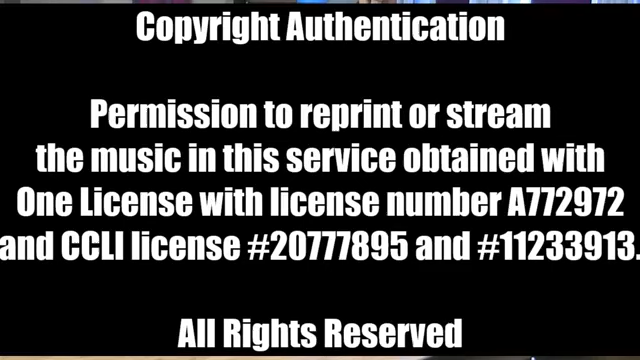 Copyright Authentication
Permission to reprint or stream
the music in this service obtained with
One License with license number A772972
and CCLI license #20777895 and #11233913.
All Rights Reserved